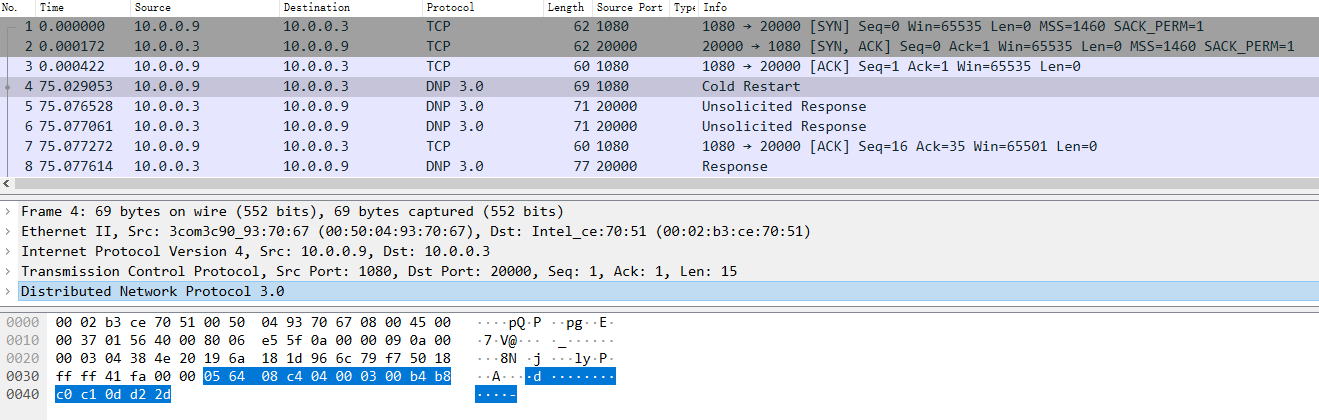 No. Time Source Destination Protocol Length Source Port Type Info
1 0.000000 10.0.0.9 10.0.0.3 TCP 62 1080 1080 → 20000 [SYN] Seq=0 Win=65535 Len=0 MSS=1460 SACK_PERM=1
2 0.000172 10.0.0.3 10.0.0.9 TCP 62 20000 20000 → 1080 [SYN, ACK] Seq=0 Ack=1 Win=65535 Len=0 MSS=1460 SACK_PERM=1
3 0.000422 10.0.0.9 10.0.0.3 TCP 60 1080 1080 → 20000 [ACK] Seq=1 Ack=1 Win=65535 Len=0
4 75.029053 10.0.0.9 10.0.0.3 DNP 3.0 69 1080 Cold Restart
5 75.076528 10.0.0.3 10.0.0.9 DNP 3.0 71 20000 Unsolicited Response
6 75.077061 10.0.0.3 10.0.0.9 DNP 3.0 71 20000 Unsolicited Response
7 75.077272 10.0.0.9 10.0.0.3 TCP 60 1080 1080 → 20000 [ACK] Seq=16 Ack=35 Win=65501 Len=0
8 75.077614 10.0.0.3 10.0.0.9 DNP 3.0 77 20000 Response
Frame 4: 69 bytes on wire (552 bits), 69 bytes captured (552 bits)
Ethernet II, Src: 3com3c90_93:70:67 (00:50:04:93:70:67), Dst: Intel_ce:70:51 (00:02:b3:ce:70:51)
Internet Protocol Version 4, Src: 10.0.0.9, Dst: 10.0.0.3
Transmission Control Protocol, Src Port: 1080, Dst Port: 20000, Seq: 1, Ack: 1, Len: 15
Distributed Network Protocol 3.0
0000 00 02 b3 ce 70 51 00 50 04 93 70 67 08 00 45 00 ····pQ·P ··pg··E·
0010 00 37 01 56 40 00 80 06 e5 5f 0a 00 00 09 0a 00 ·7·V@··· ·_······
0020 00 03 04 38 4e 20 19 6a 18 1d 96 6c 79 f7 50 18 ···8N ·j ···ly·P·
0030 ff ff 41 fa 00 00 05 64 08 c4 04 00 03 00 b4 b8 ··A····d ········
0040 c0 c1 0d d2 2d ····-